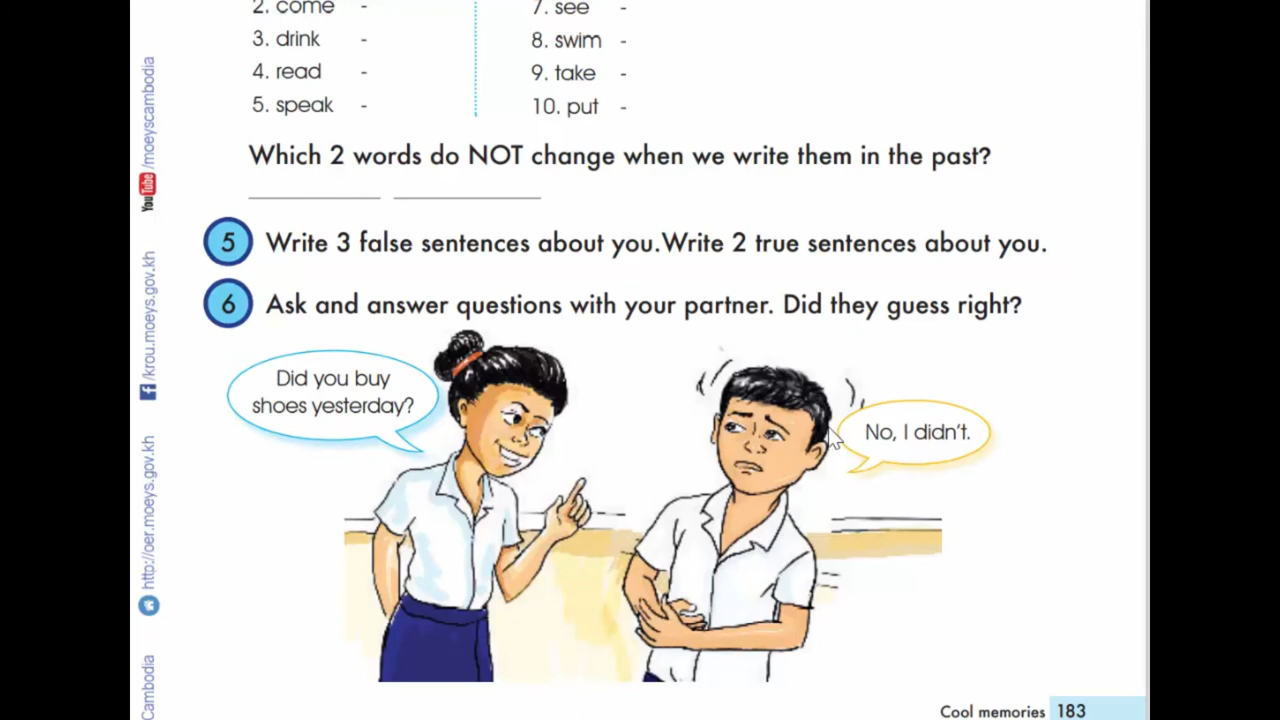 2. come -
3. drink -
4. read -
5. speak -
7. see -
8. swim -
9. take -
10. put -
Which 2 words do NOT change when we write them in the past?
5 Write 3 false sentences about you.Write 2 true sentences about you.
6 Ask and answer questions with your partner. Did they guess right?
Did you buy
shoes yesterday?
No, I didn't.
Cool memories 183
YouTube /moeyscambodia
f /krou.moeys.gov.kh
http://oer.moeys.gov.kh
Cambodia